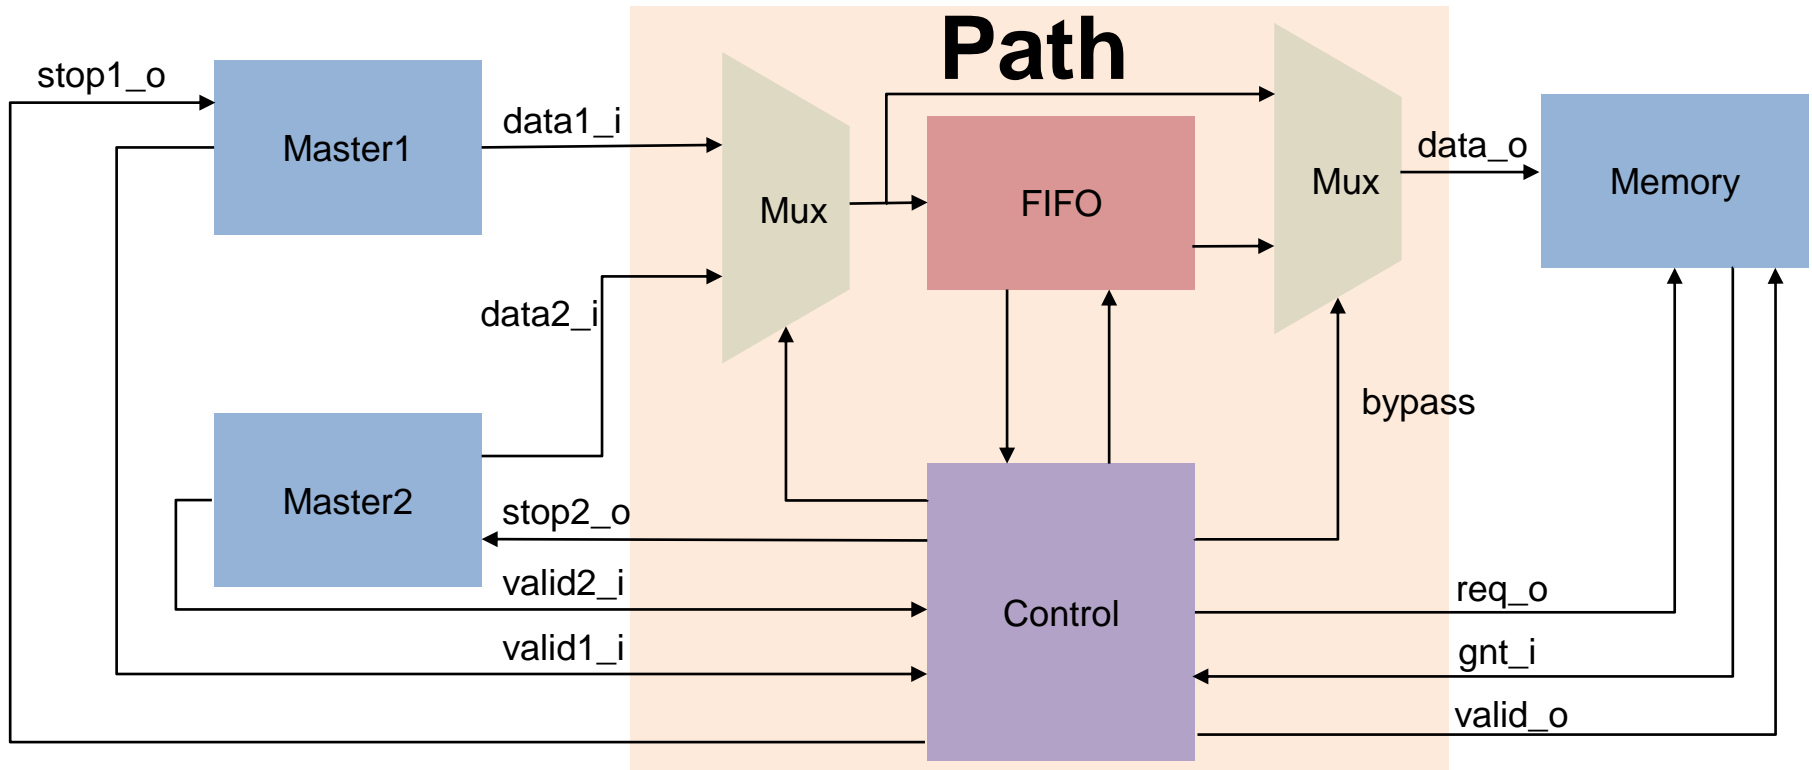 Path
stop1_o
Master1
data1_i
Mux
FIFO
Mux
data_o
Memory
data2_i
bypass
Master2
stop2_o
valid2_i
Control
req_o
valid1_i
gnt_i
valid_o